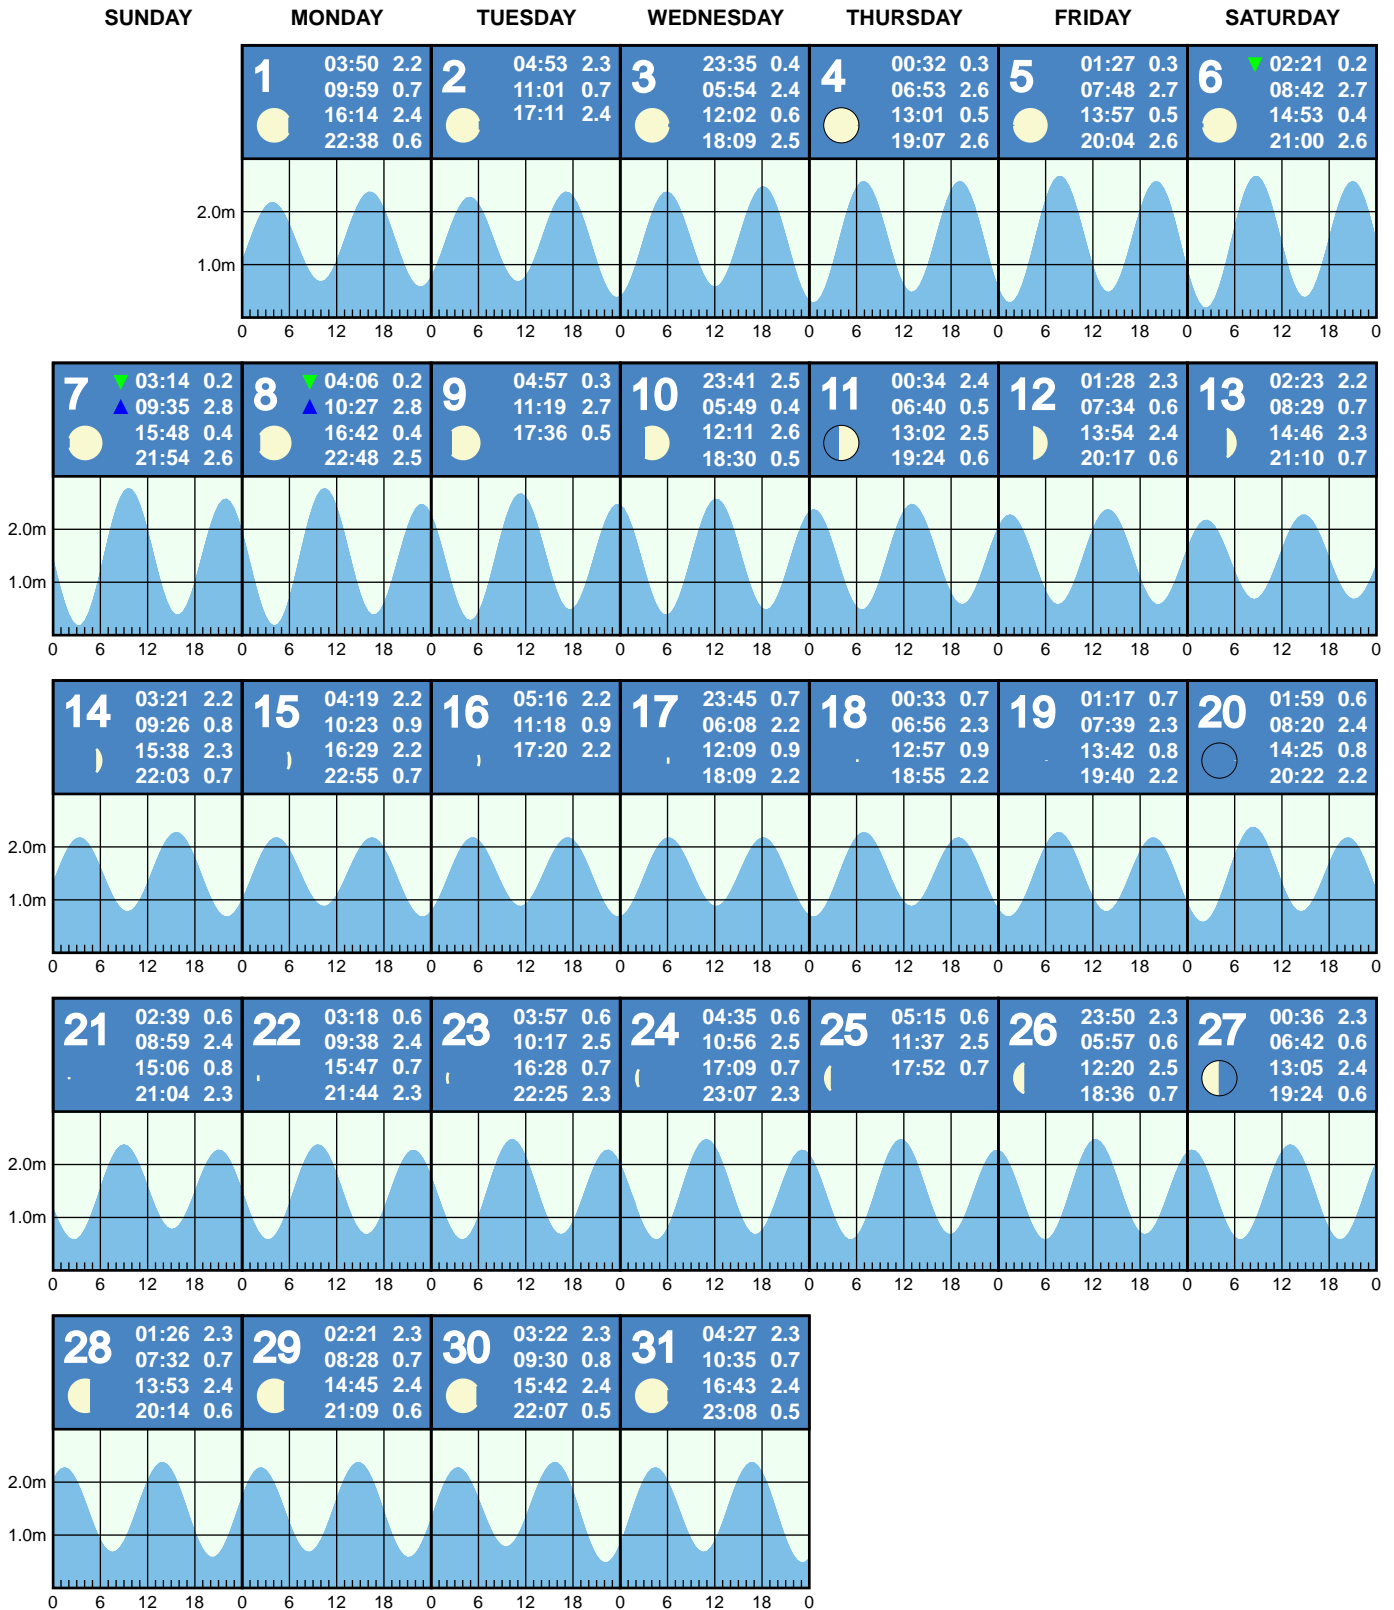 SUNDAY MONDAY TUESDAY WEDNESDAY THURSDAY FRIDAY SATURDAY
1 03:50 2.2
09:59 0.7
16:14 2.4
22:38 0.6
2 04:53 2.3
11:01 0.7
17:11 2.4
3 23:35 0.4
05:54 2.4
12:02 0.6
18:09 2.5
4 00:32 0.3
06:53 2.6
13:01 0.5
19:07 2.6
5 01:27 0.3
07:48 2.7
13:57 0.5
20:04 2.6
6 02:21 0.2
08:42 2.7
14:53 0.4
21:00 2.6
2.0m
1.0m
0 6 12 18 0 6 12 18 0 6 12 18 0 6 12 18 0 6 12 18 0 6 12 18 0
7 03:14 0.2
09:35 2.8
15:48 0.4
21:54 2.6
8 04:06 0.2
10:27 2.8
16:42 0.4
22:48 2.5
9 04:57 0.3
11:19 2.7
17:36 0.5
10 23:41 2.5
05:49 0.4
12:11 2.6
18:30 0.5
11 00:34 2.4
06:40 0.5
13:02 2.5
19:24 0.6
12 01:28 2.3
07:34 0.6
13:54 2.4
20:17 0.6
13 02:23 2.2
08:29 0.7
14:46 2.3
21:10 0.7
2.0m
1.0m
0 6 12 18 0 6 12 18 0 6 12 18 0 6 12 18 0 6 12 18 0 6 12 18 0 6 12 18 0
14 03:21 2.2
09:26 0.8
15:38 2.3
22:03 0.7
15 04:19 2.2
10:23 0.9
16:29 2.2
22:55 0.7
16 05:16 2.2
11:18 0.9
17:20 2.2
17 23:45 0.7
06:08 2.2
12:09 0.9
18:09 2.2
18 00:33 0.7
06:56 2.3
12:57 0.9
18:55 2.2
19 01:17 0.7
07:39 2.3
13:42 0.8
19:40 2.2
20 01:59 0.6
08:20 2.4
14:25 0.8
20:22 2.2
2.0m
1.0m
0 6 12 18 0 6 12 18 0 6 12 18 0 6 12 18 0 6 12 18 0 6 12 18 0 6 12 18 0
21 02:39 0.6
08:59 2.4
15:06 0.8
21:04 2.3
22 03:18 0.6
09:38 2.4
15:47 0.7
21:44 2.3
23 03:57 0.6
10:17 2.5
16:28 0.7
22:25 2.3
24 04:35 0.6
10:56 2.5
17:09 0.7
23:07 2.3
25 05:15 0.6
11:37 2.5
17:52 0.7
26 23:50 2.3
05:57 0.6
12:20 2.5
18:36 0.7
27 00:36 2.3
06:42 0.6
13:05 2.4
19:24 0.6
2.0m
1.0m
0 6 12 18 0 6 12 18 0 6 12 18 0 6 12 18 0 6 12 18 0 6 12 18 0 6 12 18 0
28 01:26 2.3
07:32 0.7
13:53 2.4
20:14 0.6
29 02:21 2.3
08:28 0.7
14:45 2.4
21:09 0.6
30 03:22 2.3
09:30 0.8
15:42 2.4
22:07 0.5
31 04:27 2.3
10:35 0.7
16:43 2.4
23:08 0.5
2.0m
1.0m
0 6 12 18 0 6 12 18 0 6 12 18 0 6 12 18 0